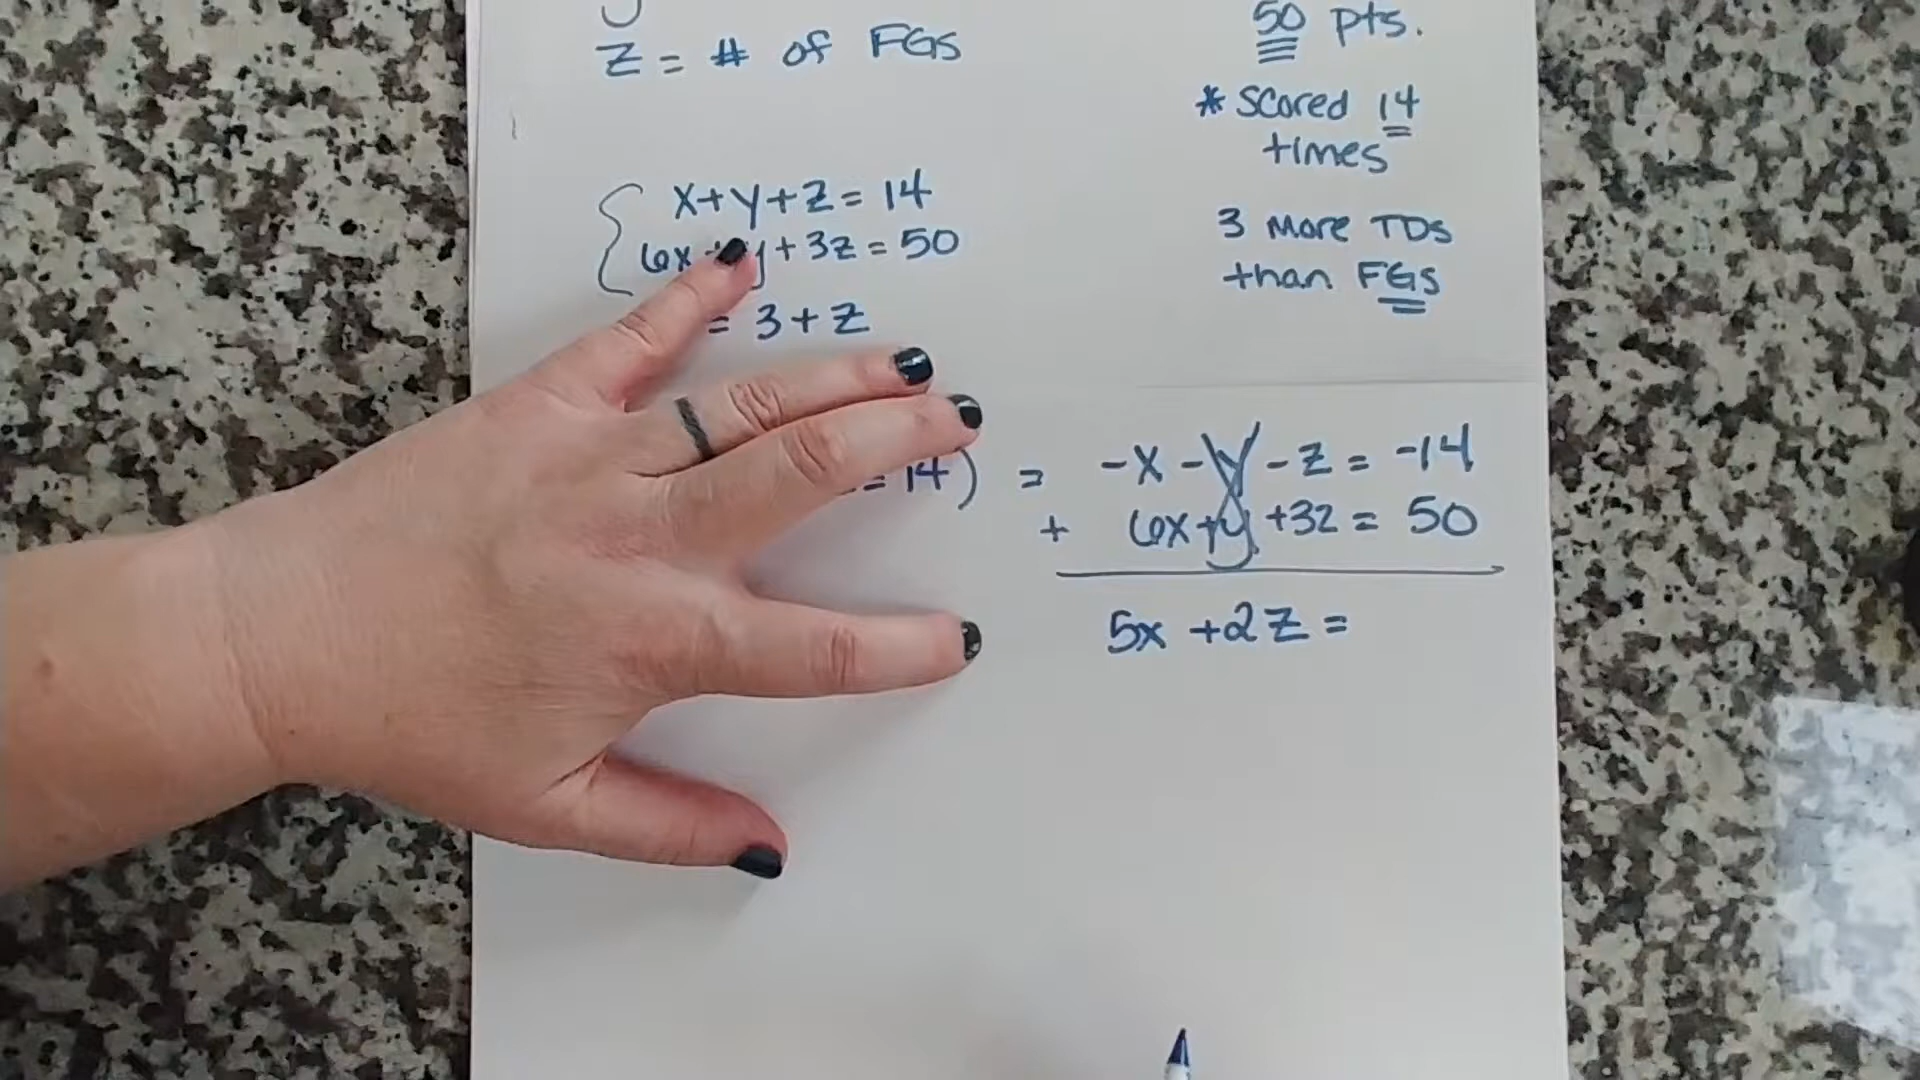 z = # of FGs
50 pts.
* Scored 14
times
3 More TDs
than FGs
x+y+z=14
6x+y+3z=50
= 3+z
=14) = -x-y-z=-14
+ 6x+y+3z=50
5x+2z=